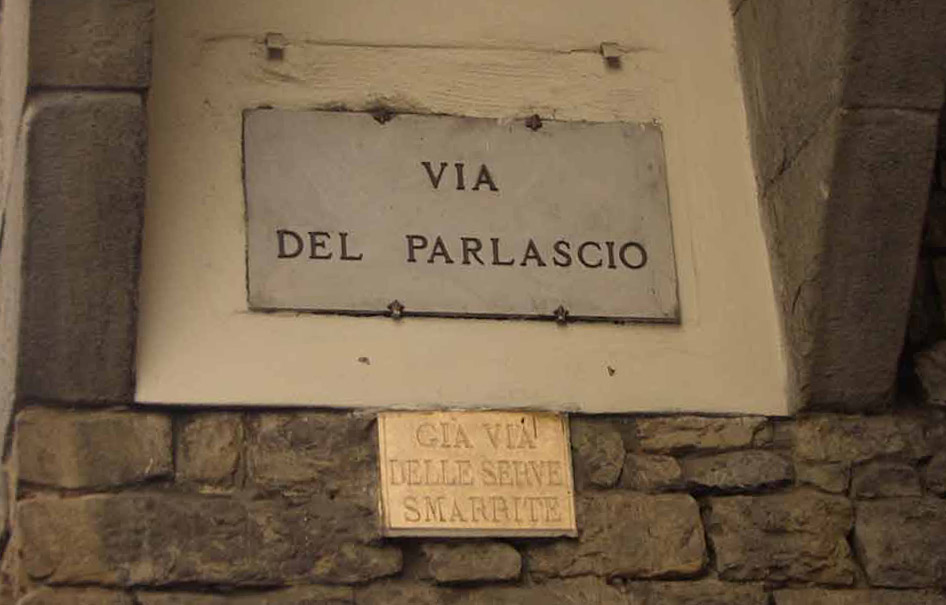 VIA
DEL PARLASCIO
GIÀ VIA
DELLE SERVE
SMARRITE